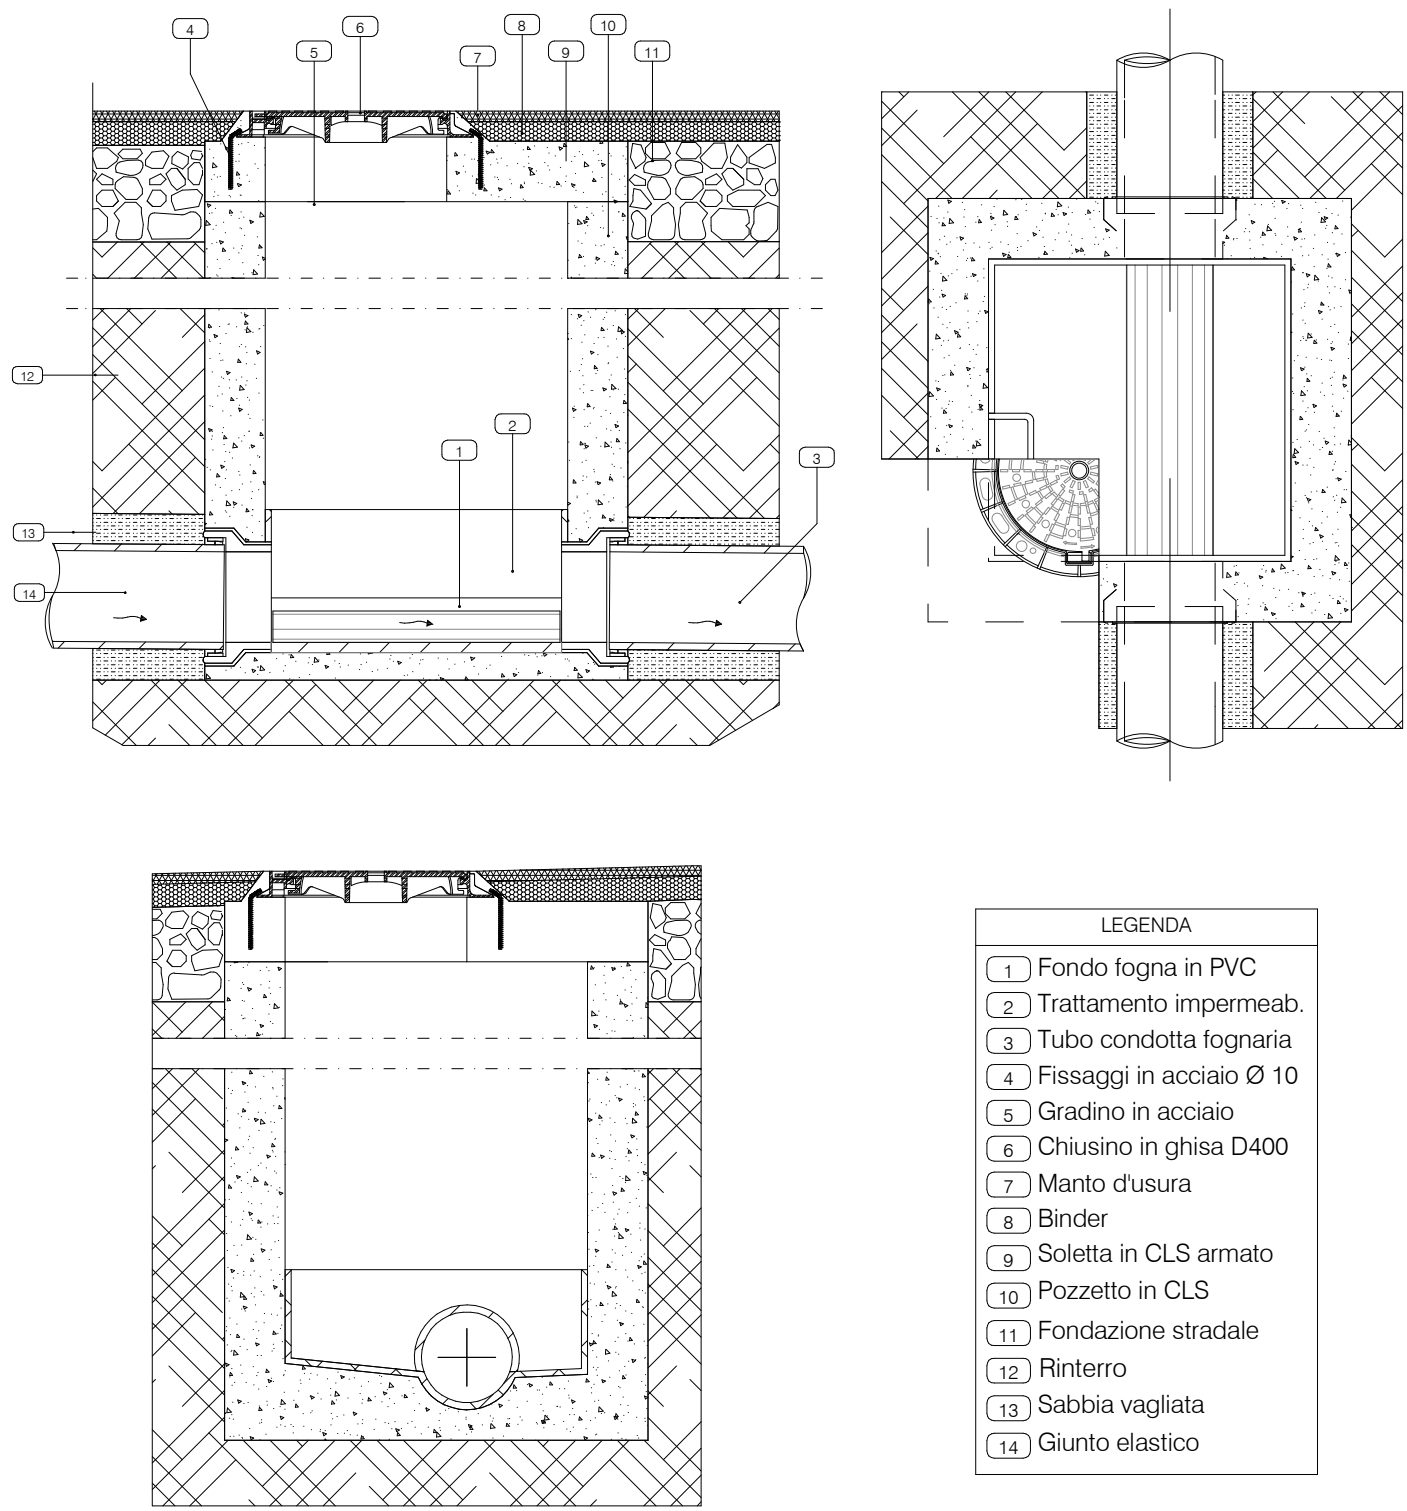 4
6
5
7
8
9
10
11
12
1
2
3
13
14
LEGENDA
1 Fondo fogna in PVC
2 Trattamento impermeab.
3 Tubo condotta fognaria
4 Fissaggi in acciaio Ø 10
5 Gradino in acciaio
6 Chiusino in ghisa D400
7 Manto d'usura
8 Binder
9 Soletta in CLS armato
10 Pozzetto in CLS
11 Fondazione stradale
12 Rinterro
13 Sabbia vagliata
14 Giunto elastico